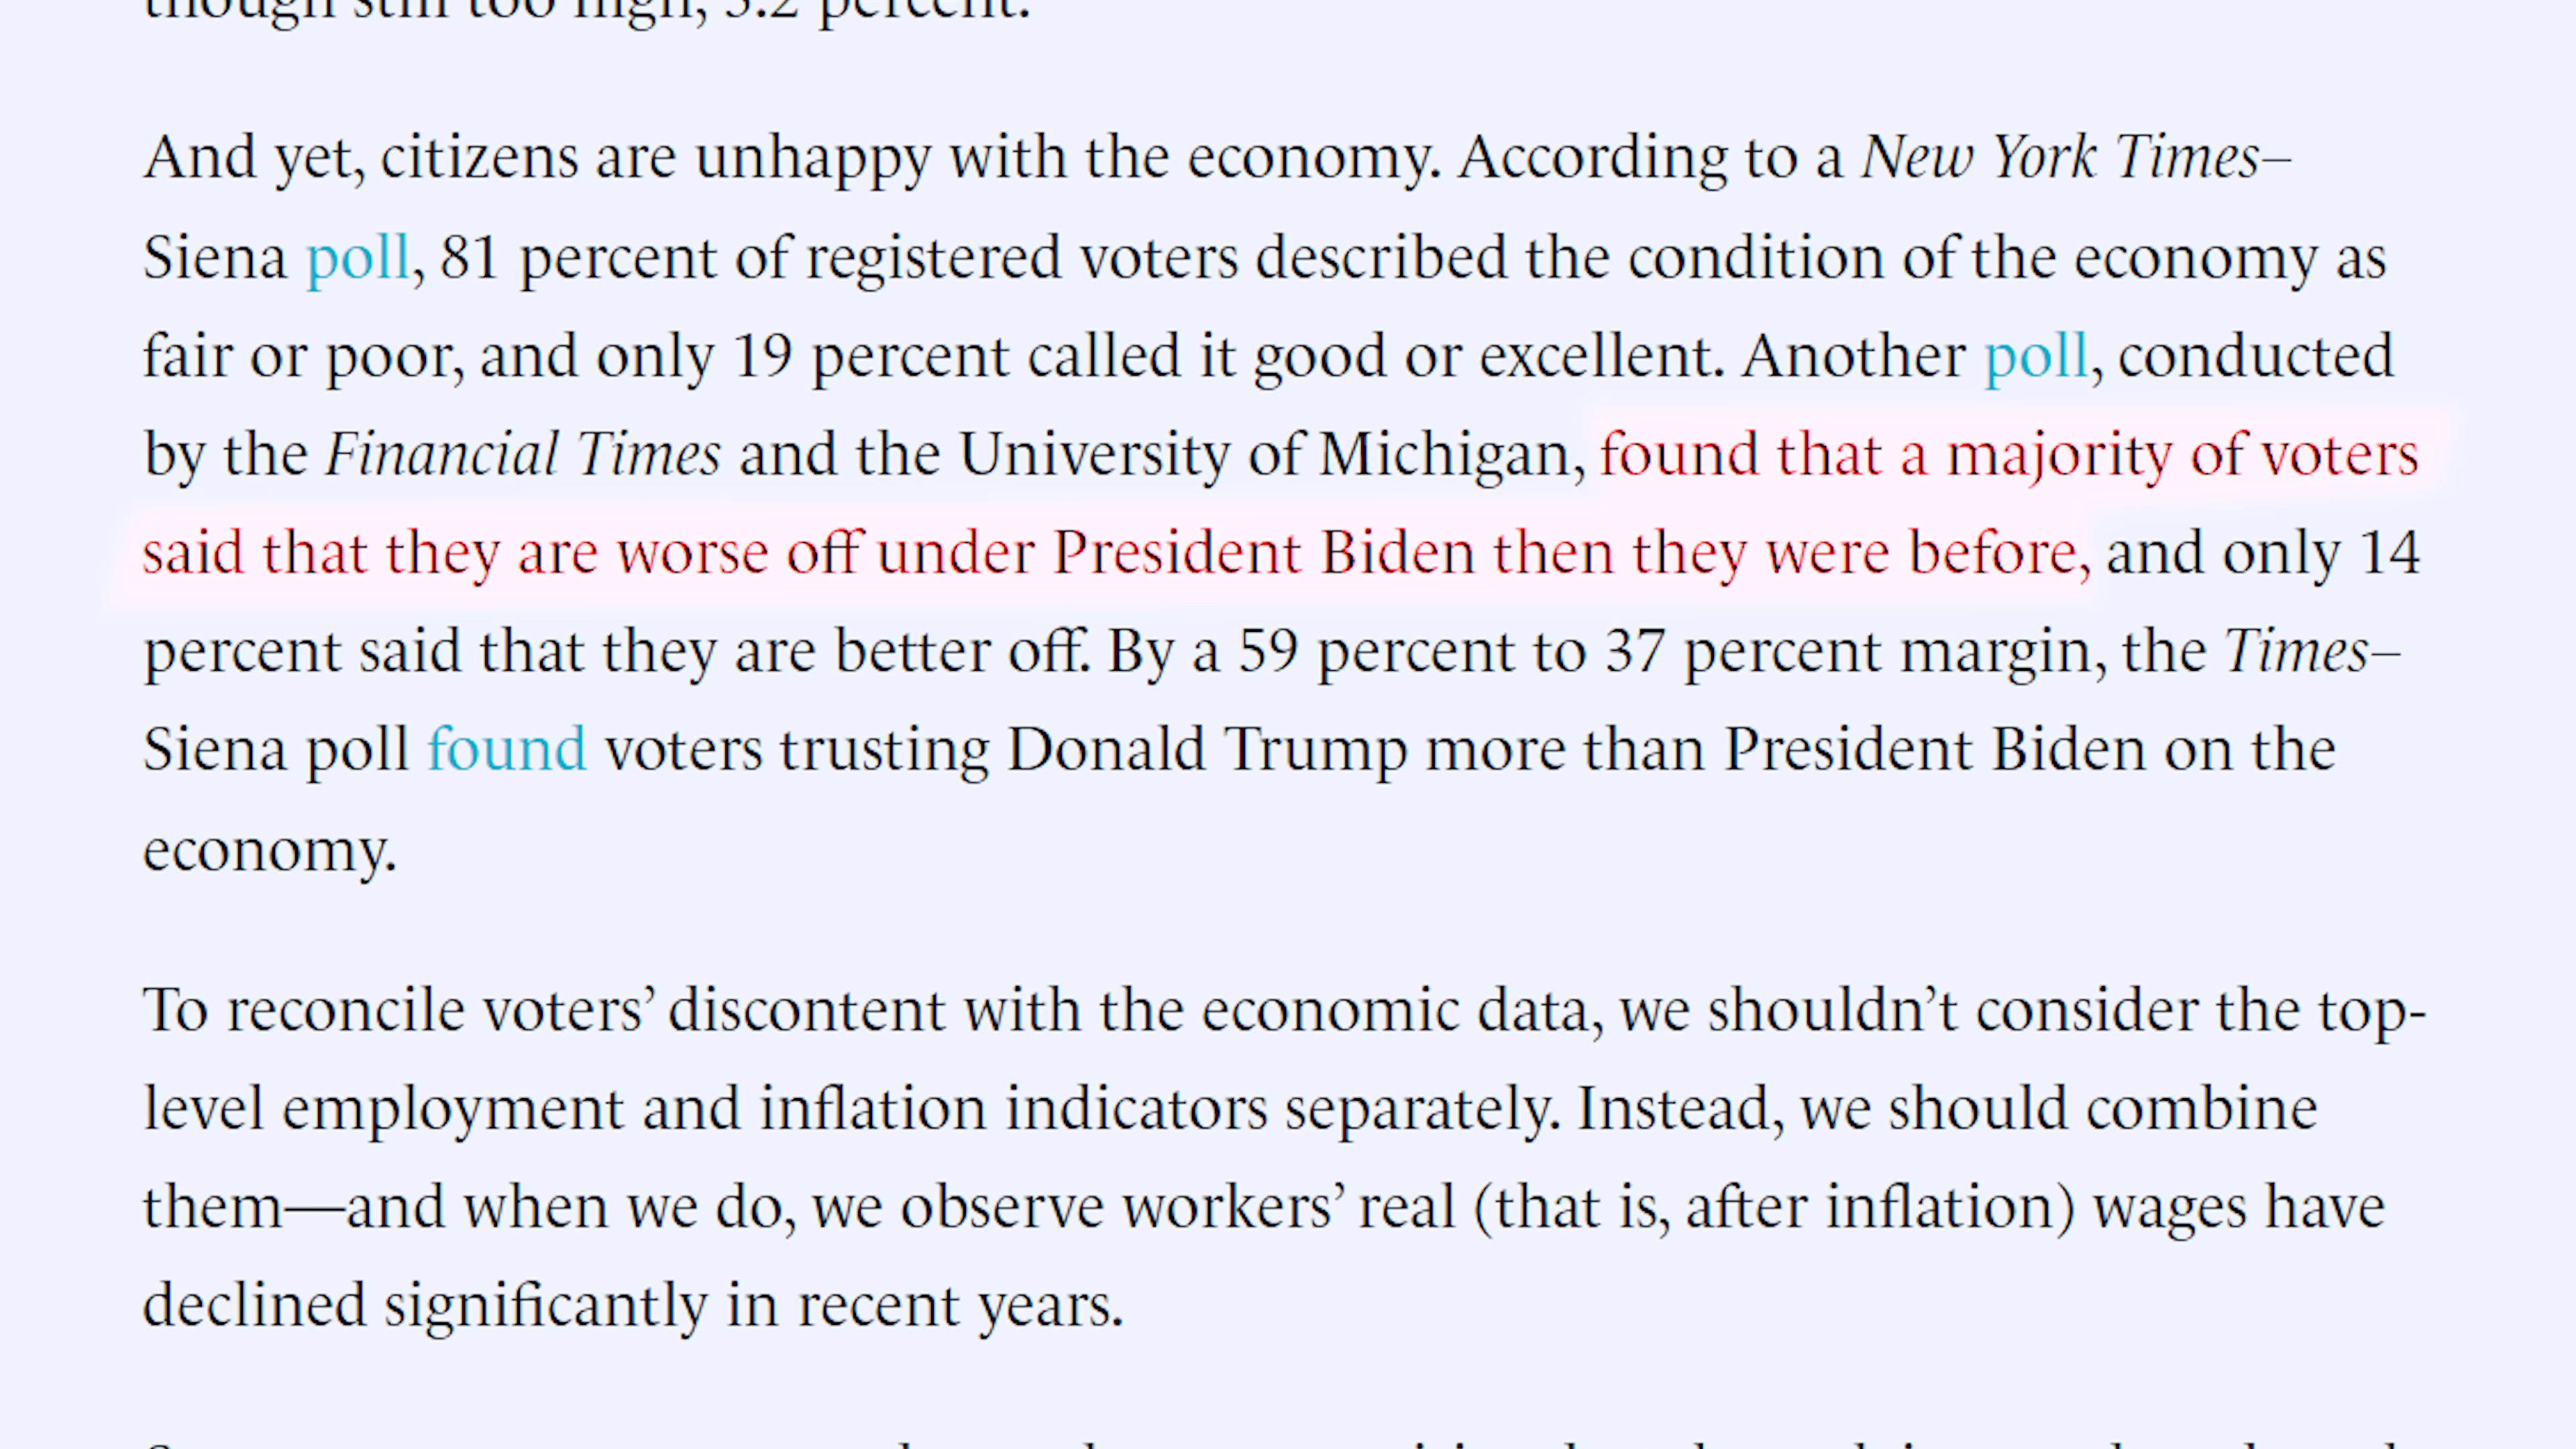 though still too high, 3.2 percent.
And yet, citizens are unhappy with the economy. According to a New York Times–
Siena poll, 81 percent of registered voters described the condition of the economy as
fair or poor, and only 19 percent called it good or excellent. Another poll, conducted
by the Financial Times and the University of Michigan, found that a majority of voters
said that they are worse off under President Biden then they were before, and only 14
percent said that they are better off. By a 59 percent to 37 percent margin, the Times–
Siena poll found voters trusting Donald Trump more than President Biden on the
economy.
To reconcile voters’ discontent with the economic data, we shouldn’t consider the top-
level employment and inflation indicators separately. Instead, we should combine
them—and when we do, we observe workers’ real (that is, after inflation) wages have
declined significantly in recent years.